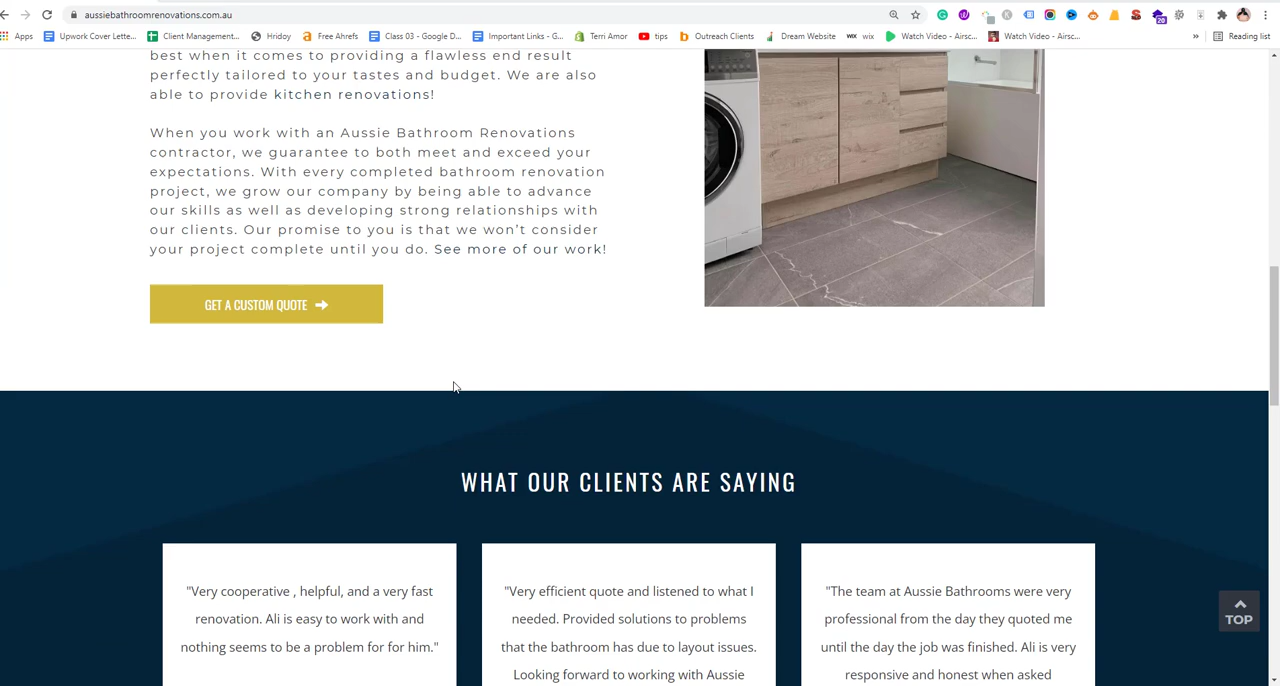 aussiebathroomrenovations.com.au
Apps
Upwork Cover Lette...
Client Management...
Hridoy
Free Ahrefs
Class 03 - Google D...
Important Links - G...
Terri Amor
tips
Outreach Clients
Dream Website
WIX
wix
Watch Video - Airsc...
Watch Video - Airsc...
»
Reading list
20
best when it comes to providing a flawless end result
perfectly tailored to your tastes and budget. We are also
able to provide kitchen renovations!
When you work with an Aussie Bathroom Renovations
contractor, we guarantee to both meet and exceed your
expectations. With every completed bathroom renovation
project, we grow our company by being able to advance
our skills as well as developing strong relationships with
our clients. Our promise to you is that we won't consider
your project complete until you do. See more of our work!
GET A CUSTOM QUOTE
WHAT OUR CLIENTS ARE SAYING
"Very cooperative , helpful, and a very fast
renovation. Ali is easy to work with and
nothing seems to be a problem for for him."
"Very efficient quote and listened to what I
needed. Provided solutions to problems
that the bathroom has due to layout issues.
Looking forward to working with Aussie
"The team at Aussie Bathrooms were very
professional from the day they quoted me
until the day the job was finished. Ali is very
responsive and honest when asked
TOP